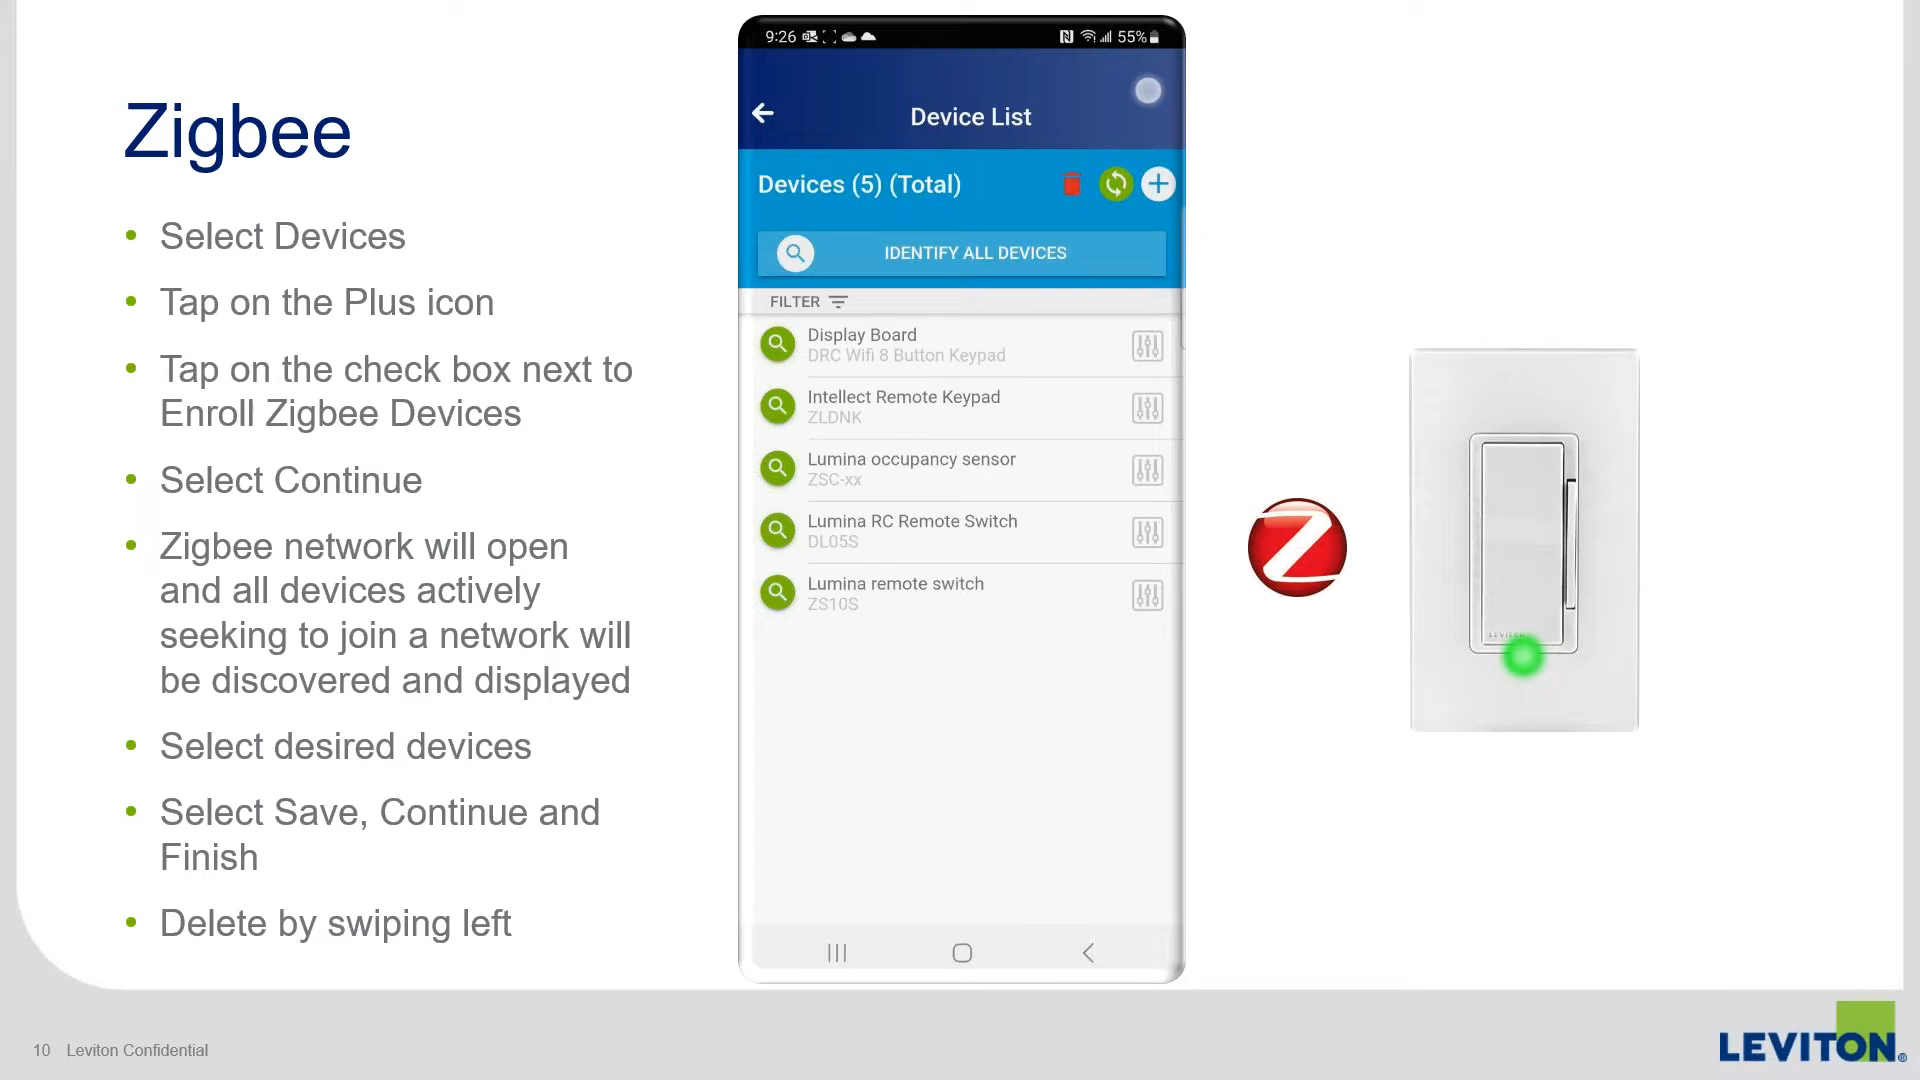 Zigbee
• Select Devices
• Tap on the Plus icon
• Tap on the check box next to
Enroll Zigbee Devices
• Select Continue
• Zigbee network will open
and all devices actively
seeking to join a network will
be discovered and displayed
• Select desired devices
• Select Save, Continue and
Finish
• Delete by swiping left
9:26
55%
Device List
Devices (5) (Total)
IDENTIFY ALL DEVICES
FILTER
Display Board
DRC Wifi 8 Button Keypad
Intellect Remote Keypad
ZLDNK
Lumina occupancy sensor
ZSC-xx
Lumina RC Remote Switch
DL05S
Lumina remote switch
ZS10S
LEVITON
10 Leviton Confidential
LEVITON®